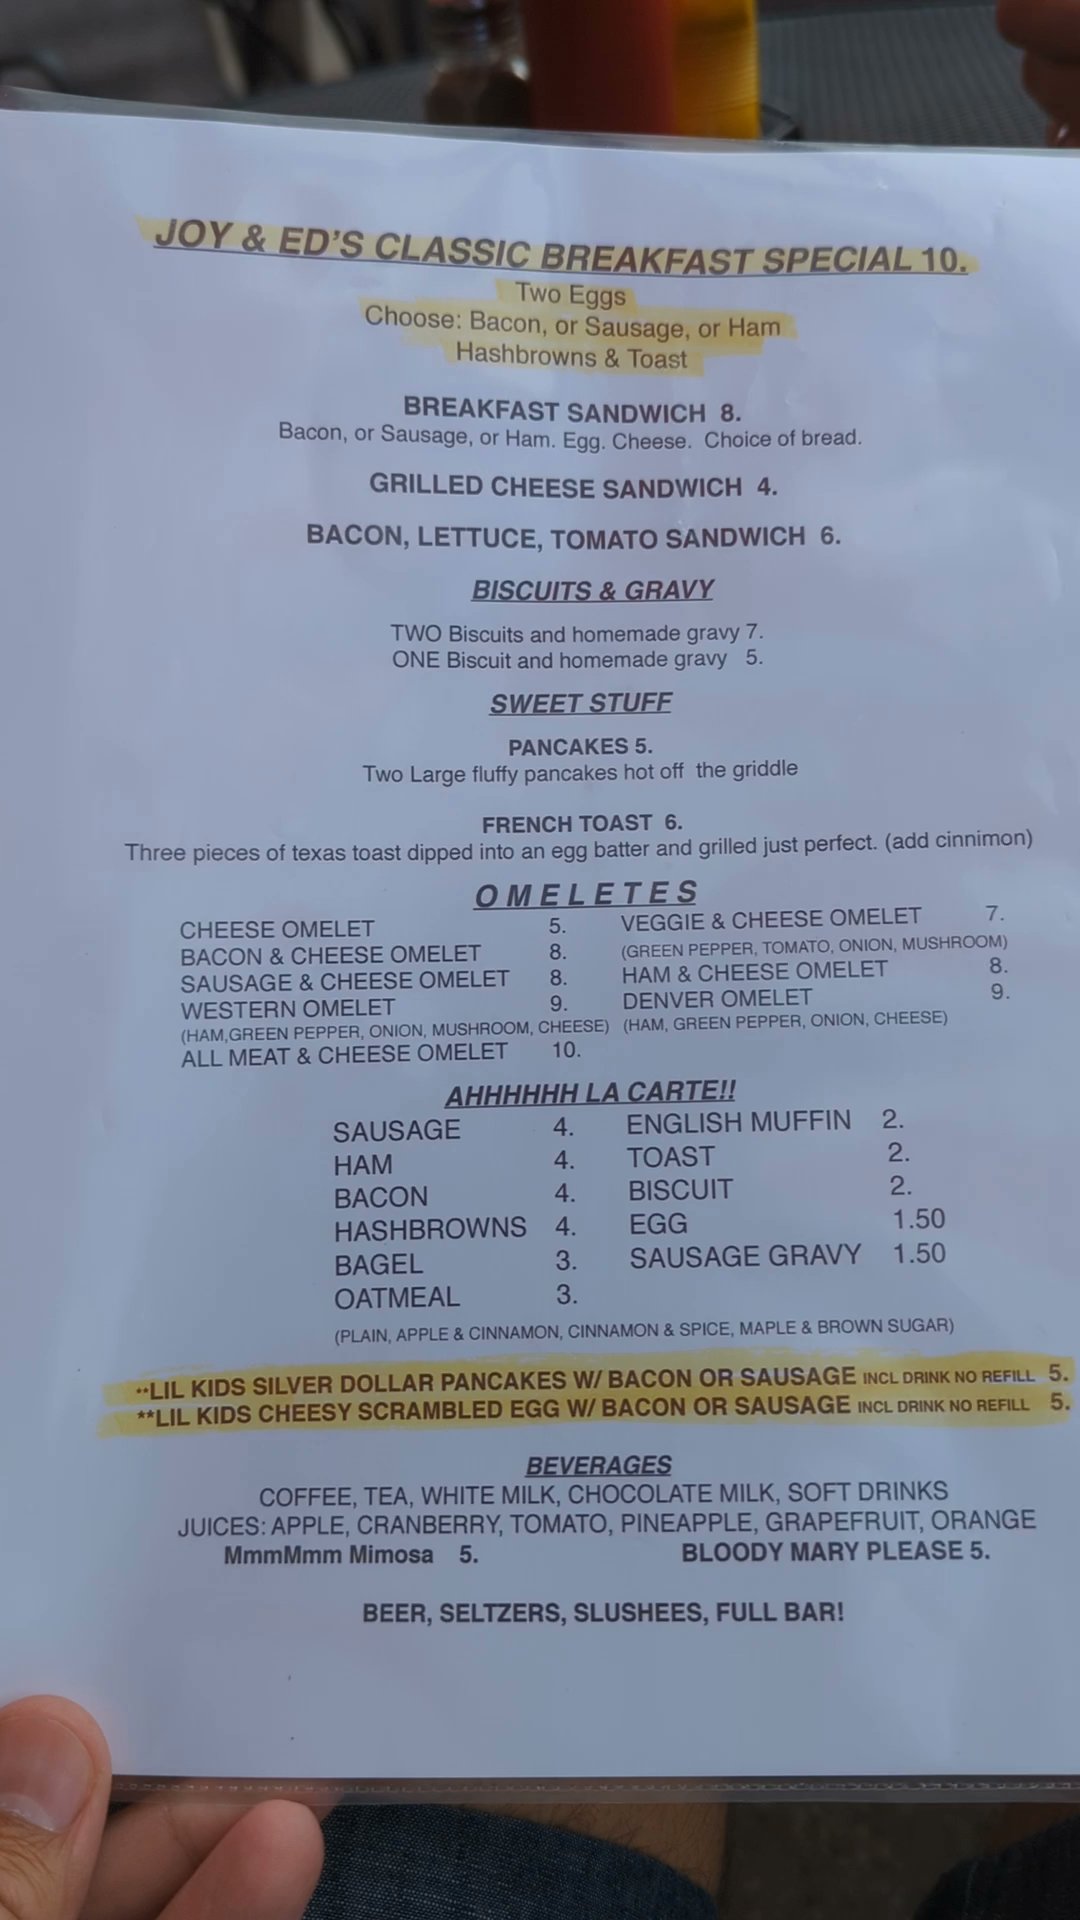 JOY & ED'S CLASSIC BREAKFAST SPECIAL 10.
Two Eggs
Choose: Bacon, or Sausage, or Ham
Hashbrowns & Toast
BREAKFAST SANDWICH 8.
Bacon, or Sausage, or Ham. Egg. Cheese. Choice of bread.
GRILLED CHEESE SANDWICH 4.
BACON, LETTUCE, TOMATO SANDWICH 6.
BISCUITS & GRAVY
TWO Biscuits and homemade gravy 7.
ONE Biscuit and homemade gravy 5.
SWEET STUFF
PANCAKES 5.
Two Large fluffy pancakes hot off the griddle
FRENCH TOAST 6.
Three pieces of texas toast dipped into an egg batter and grilled just perfect. (add cinnimon)
OMELETES
CHEESE OMELET 5. VEGGIE & CHEESE OMELET 7.
BACON & CHEESE OMELET 8. (GREEN PEPPER, TOMATO, ONION, MUSHROOM)
SAUSAGE & CHEESE OMELET 8. HAM & CHEESE OMELET 8.
WESTERN OMELET 9. DENVER OMELET 9.
(HAM,GREEN PEPPER, ONION, MUSHROOM, CHEESE) (HAM, GREEN PEPPER, ONION, CHEESE)
ALL MEAT & CHEESE OMELET 10.
AHHHHHH LA CARTE!!
SAUSAGE 4. ENGLISH MUFFIN 2.
HAM 4. TOAST 2.
BACON 4. BISCUIT 2.
HASHBROWNS 4. EGG 1.50
BAGEL 3. SAUSAGE GRAVY 1.50
OATMEAL 3.
(PLAIN, APPLE & CINNAMON, CINNAMON & SPICE, MAPLE & BROWN SUGAR)
**LIL KIDS SILVER DOLLAR PANCAKES W/ BACON OR SAUSAGE INCL DRINK NO REFILL 5.
**LIL KIDS CHEESY SCRAMBLED EGG W/ BACON OR SAUSAGE INCL DRINK NO REFILL 5.
BEVERAGES
COFFEE, TEA, WHITE MILK, CHOCOLATE MILK, SOFT DRINKS
JUICES: APPLE, CRANBERRY, TOMATO, PINEAPPLE, GRAPEFRUIT, ORANGE
MmmMmm Mimosa 5. BLOODY MARY PLEASE 5.
BEER, SELTZERS, SLUSHEES, FULL BAR!